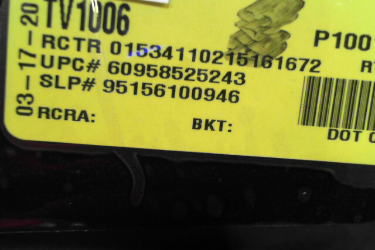 03-17-20
TV1006
P100
RCTR 01534110215161672
UPC# 60958525243
SLP# 95156100946
RCRA:
BKT:
DOT